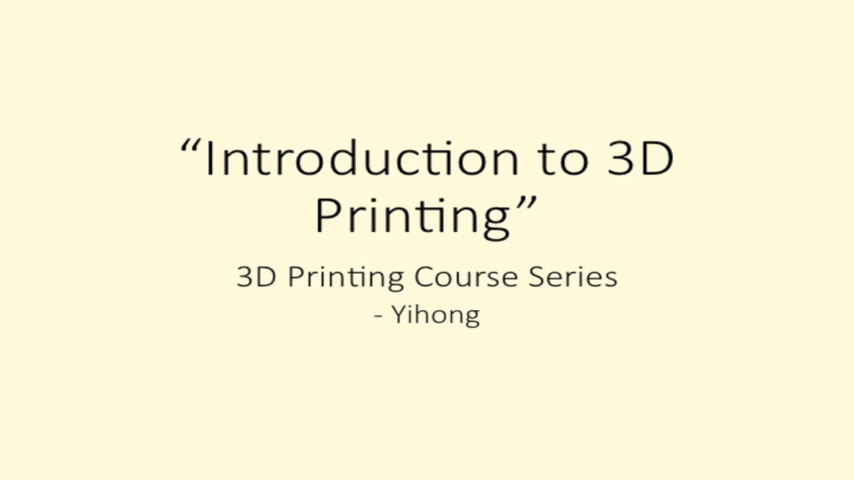 “Introduction to 3D
Printing”
3D Printing Course Series
- Yihong